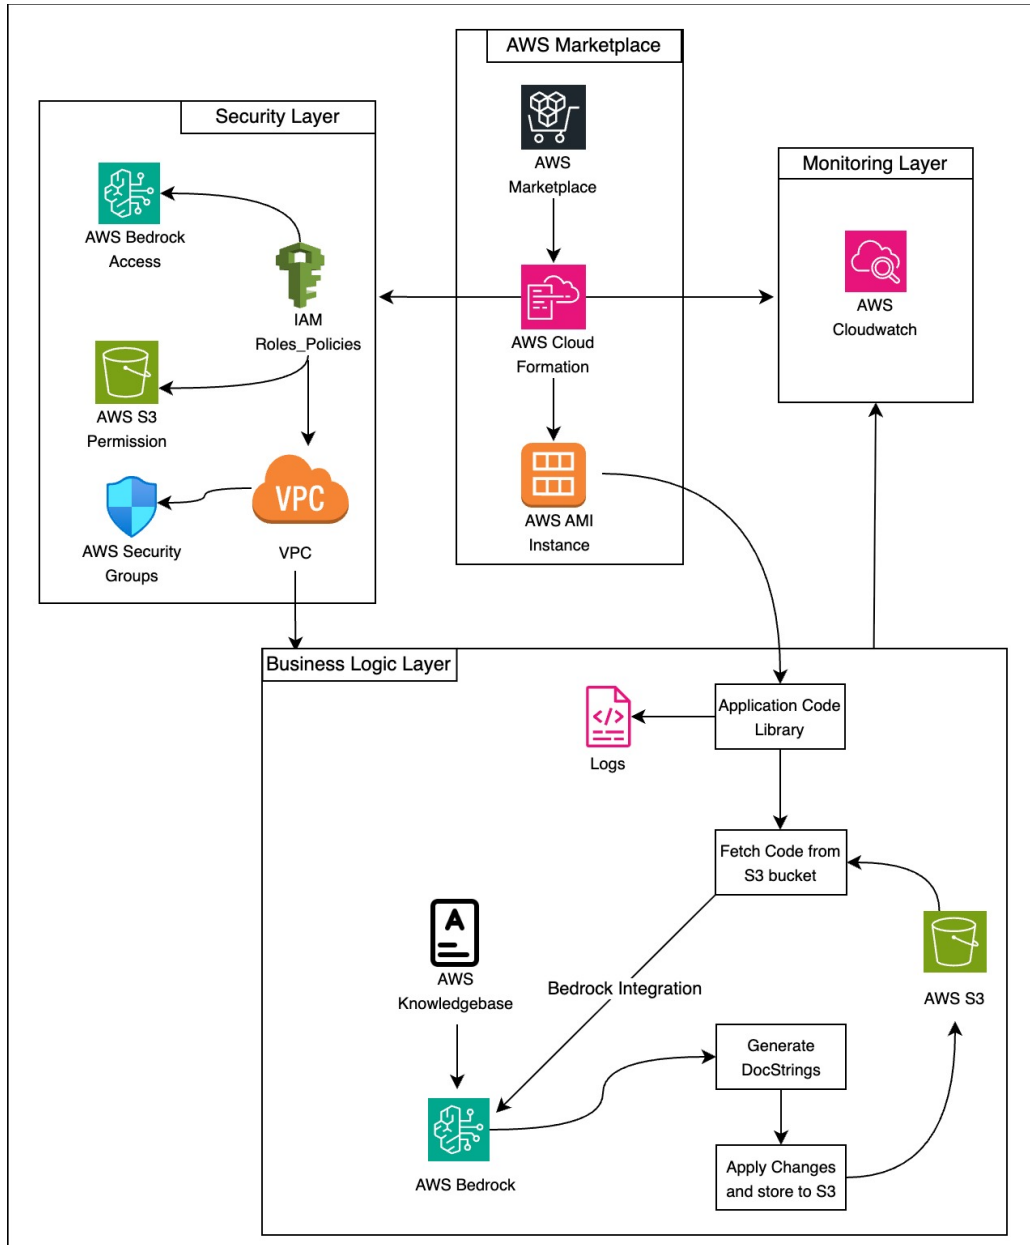 AWS Marketplace
AWS
Marketplace
AWS Cloud
Formation
AWS AMI
Instance
Security Layer
AWS Bedrock
Access
IAM
Roles_Policies
AWS S3
Permission
VPC
AWS Security
Groups
VPC
Monitoring Layer
AWS
Cloudwatch
Business Logic Layer
Application Code
Library
</>
Logs
Fetch Code from
S3 bucket
A
AWS
Knowledgebase
Bedrock Integration
AWS S3
Generate
DocStrings
AWS Bedrock
Apply Changes
and store to S3